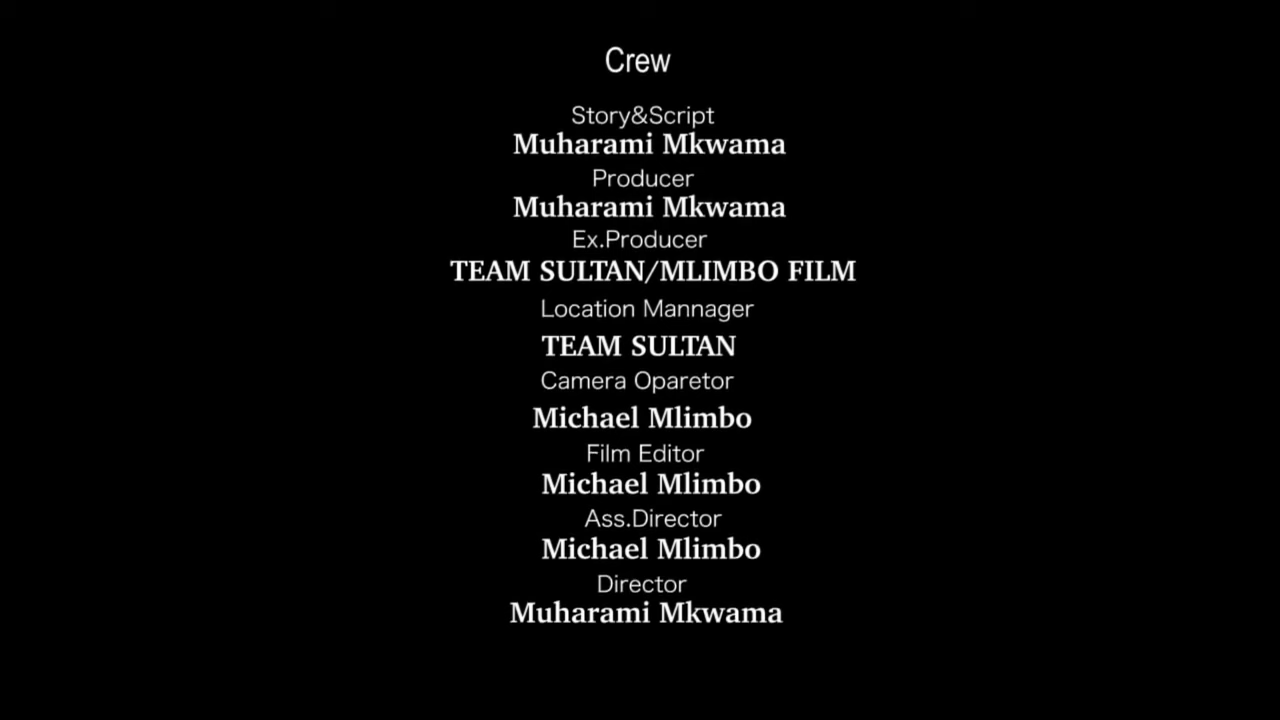 Crew
Story&Script
Muharami Mkwama
Producer
Muharami Mkwama
Ex.Producer
TEAM SULTAN/MLIMBO FILM
Location Mannager
TEAM SULTAN
Camera Oparetor
Michael Mlimbo
Film Editor
Michael Mlimbo
Ass.Director
Michael Mlimbo
Director
Muharami Mkwama